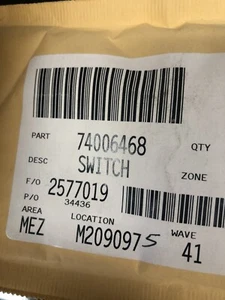 PART 74006468 QTY
DESC SWITCH
ZONE
F/O 2577019
P/O 34436
AREA LOCATION WAVE
MEZ M2090975 41